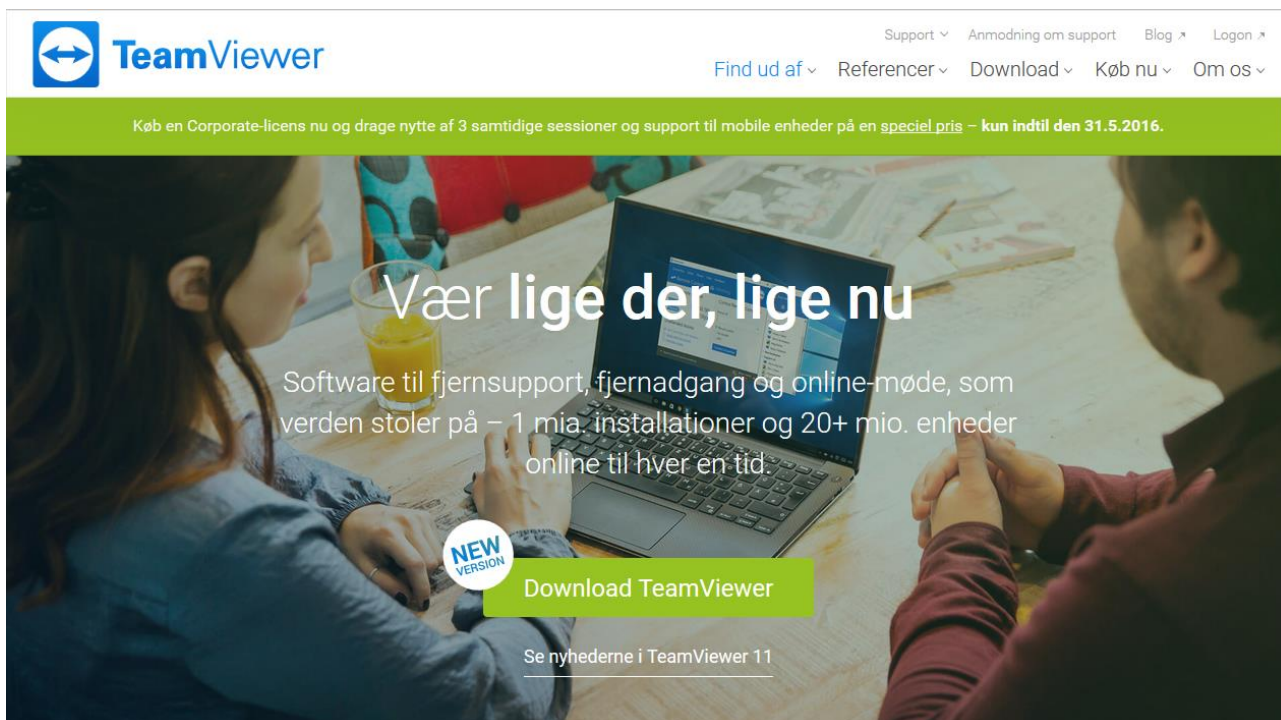 TeamViewer
Support Anmodning om support Blog Logon
Find ud af Referencer Download Køb nu Om os
Køb en Corporate-licens nu og drage nytte af 3 samtidige sessioner og support til mobile enheder på en speciel pris – kun indtil den 31.5.2016.
Vær lige der, lige nu
Software til fjernsupport, fjernadgang og online-møde, som
verden stoler på – 1 mia. installationer og 20+ mio. enheder
online til hver en tid.
NEW
VERSION
Download TeamViewer
Se nyhederne i TeamViewer 11